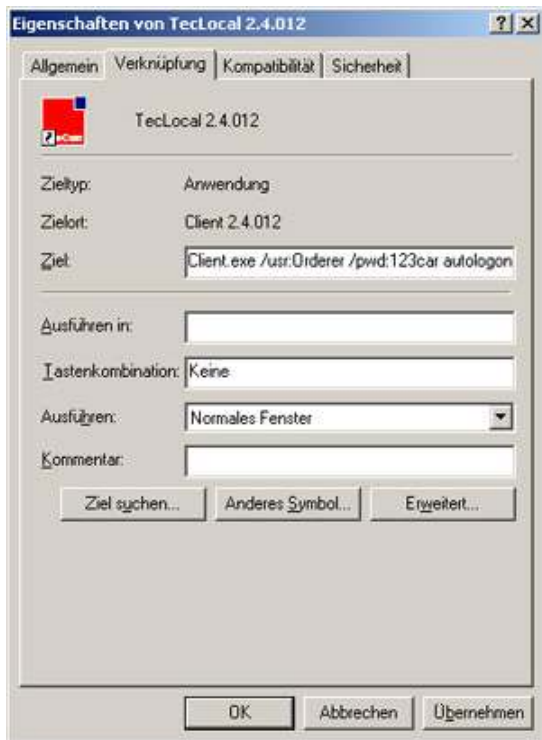 Eigenschaften von TecLocal 2.4.012
Allgemein Verknüpfung Kompatibilität Sicherheit
TecLocal 2.4.012
Zieltyp: Anwendung
Zielort: Client 2.4.012
Ziel: Client.exe /usr:Orderer /pwd:123car autologon
Ausführen in:
Tastenkombination: Keine
Ausführen: Normales Fenster
Kommentar:
Ziel suchen... Anderes Symbol... Erweitert...
OK Abbrechen Übernehmen